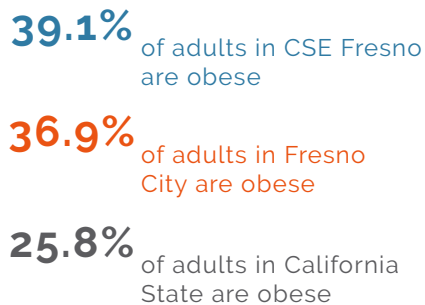 39.1%
of adults in CSE Fresno
are obese
36.9%
of adults in Fresno
City are obese
25.8%
of adults in California
State are obese